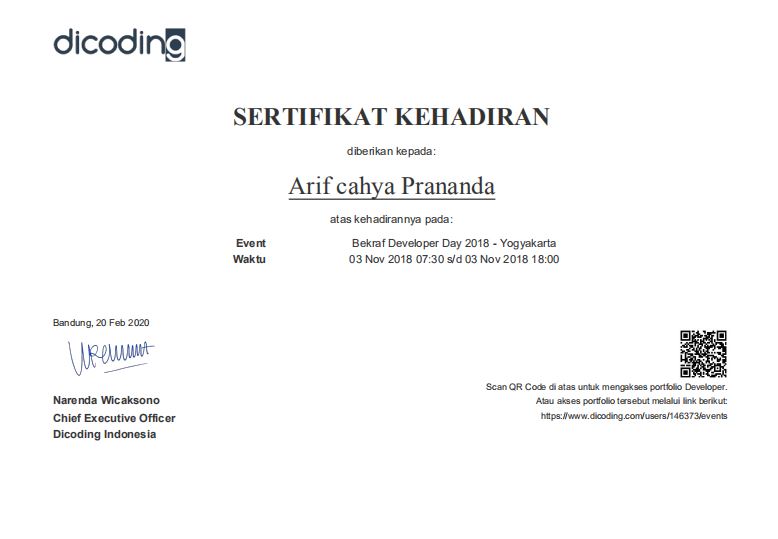 dicoding
SERTIFIKAT KEHADIRAN
diberikan kepada:
Arif cahya Prananda
atas kehadirannya pada:
Event Bekraf Developer Day 2018 - Yogyakarta
Waktu 03 Nov 2018 07:30 s/d 03 Nov 2018 18:00
Bandung, 20 Feb 2020
Narenda Wicaksono
Chief Executive Officer
Dicoding Indonesia
Scan QR Code di atas untuk mengakses portfolio Developer.
Atau akses portfolio tersebut melalui link berikut:
https://www.dicoding.com/users/146373/events